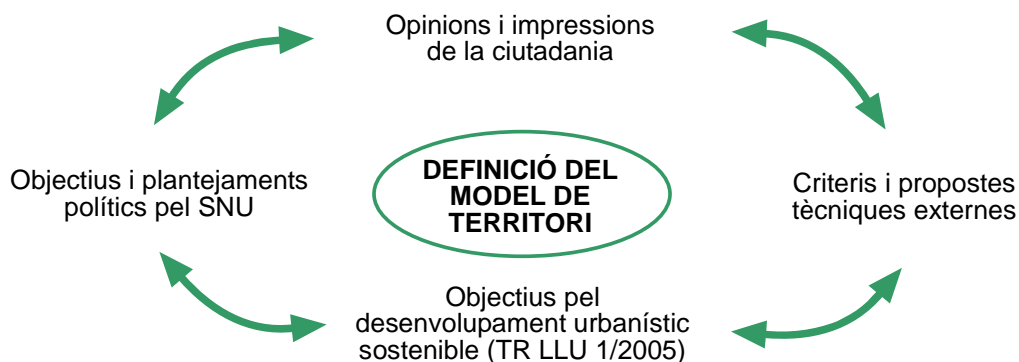 Opinions i impressions
de la ciutadania
Objectius i plantejaments
polítics pel SNU
DEFINICIÓ DEL
MODEL DE
TERRITORI
Criteris i propostes
tècniques externes
Objectius pel
desenvolupament urbanístic
sostenible (TR LLU 1/2005)